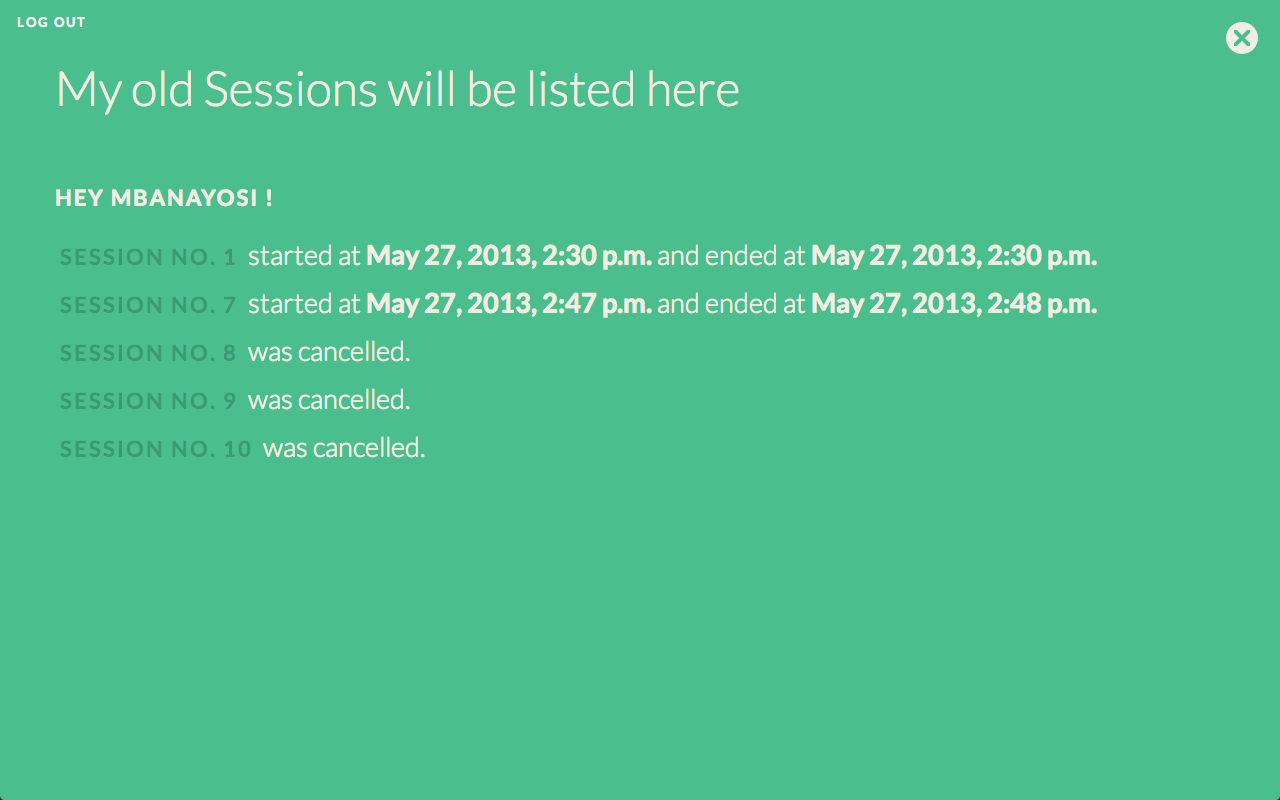 LOG OUT
My old Sessions will be listed here
HEY MBANAYOSI !
SESSION NO. 1 started at May 27, 2013, 2:30 p.m. and ended at May 27, 2013, 2:30 p.m.
SESSION NO. 7 started at May 27, 2013, 2:47 p.m. and ended at May 27, 2013, 2:48 p.m.
SESSION NO. 8 was cancelled.
SESSION NO. 9 was cancelled.
SESSION NO. 10 was cancelled.